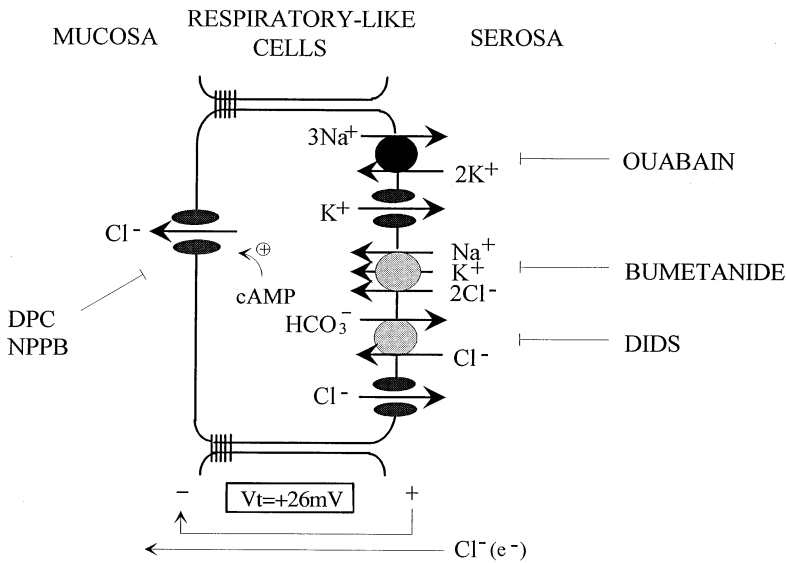 MUCOSA
RESPIRATORY-LIKE
CELLS
SEROSA
3Na+
2K+
OUABAIN
K+
Cl-
⊕
cAMP
Na+
K+
2Cl-
BUMETANIDE
DPC
NPPB
HCO3-
Cl-
DIDS
Cl-
-
Vt=+26mV
+
Cl-(e-)